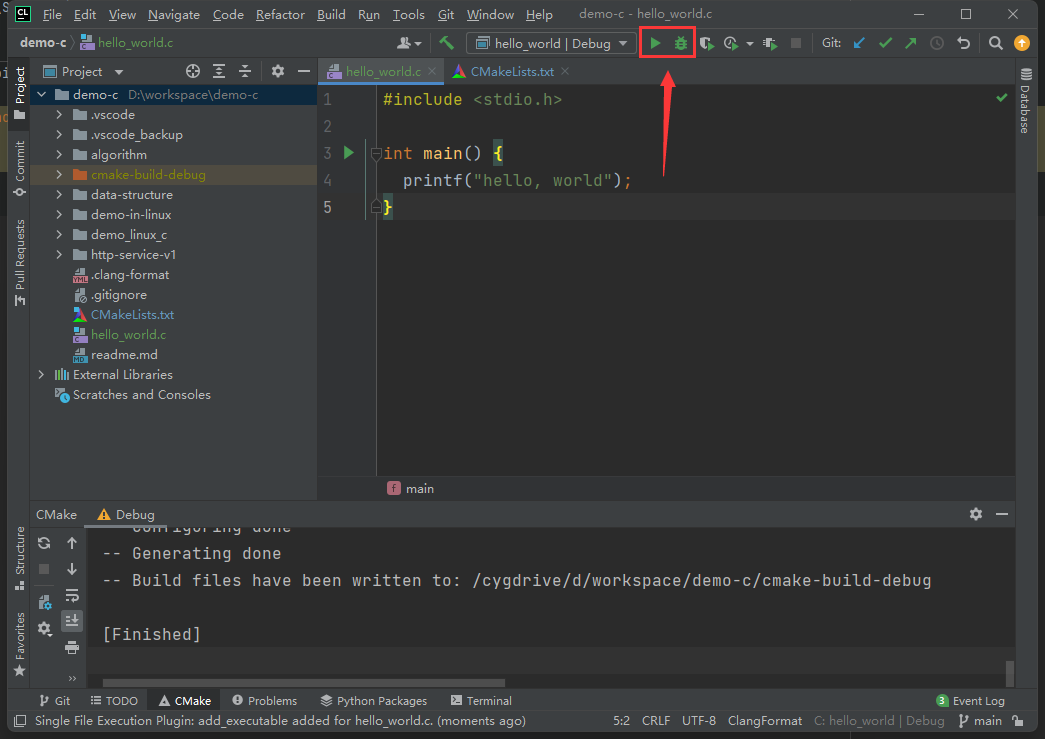 CL File Edit View Navigate Code Refactor Build Run Tools Git Window Help demo-c - hello_world.c
demo-c hello_world.c hello_world | Debug Git:
Project
hello_world.c CMakeLists.txt
demo-c D:\workspace\demo-c
.vscode
.vscode_backup
algorithm
cmake-build-debug
data-structure
demo-in-linux
demo_linux_c
http-service-v1
.clang-format
.gitignore
CMakeLists.txt
hello_world.c
readme.md
External Libraries
Scratches and Consoles
Project
Commit
Pull Requests
Structure
Favorites
1 #include <stdio.h>
2
3 int main() {
4 printf("hello, world");
5 }
f main
Database
CMake Debug
-- Configuring done
-- Generating done
-- Build files have been written to: /cygdrive/d/workspace/demo-c/cmake-build-debug
[Finished]
Git TODO CMake Problems Python Packages Terminal 3 Event Log
Single File Execution Plugin: add_executable added for hello_world.c. (moments ago) 5:2 CRLF UTF-8 ClangFormat C: hello_world | Debug main